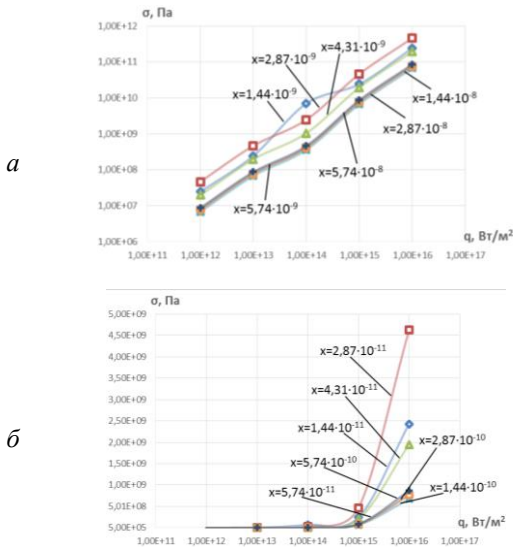 σ, Па
1,00E+12
1,00E+11
1,00E+10
1,00E+09
1,00E+08
1,00E+07
1,00E+06
x=4,31·10⁻⁹
x=2,87·10⁻⁹
x=1,44·10⁻⁹
x=1,44·10⁻⁸
x=2,87·10⁻⁸
x=5,74·10⁻⁸
x=5,74·10⁻⁹
а
q, Вт/м²
1,00E+11 1,00E+12 1,00E+13 1,00E+14 1,00E+15 1,00E+16 1,00E+17
σ, Па
5,00E+09
4,50E+09
4,00E+09
3,50E+09
3,00E+09
2,50E+09
2,00E+09
1,50E+09
1,00E+09
5,01E+08
5,00E+05
x=2,87·10⁻¹¹
x=4,31·10⁻¹¹
x=1,44·10⁻¹¹
x=2,87·10⁻¹⁰
x=5,74·10⁻¹⁰
x=5,74·10⁻¹¹
x=1,44·10⁻¹⁰
б
q, Вт/м²
1,00E+11 1,00E+12 1,00E+13 1,00E+14 1,00E+15 1,00E+16 1,00E+17